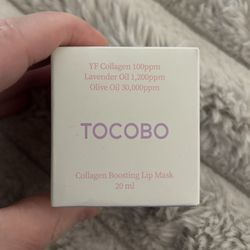 YF Collagen 100ppm
Lavender Oil 1,200ppm
Olive Oil 30,000ppm
TOCOBO
Collagen Boosting Lip Mask
20 ml